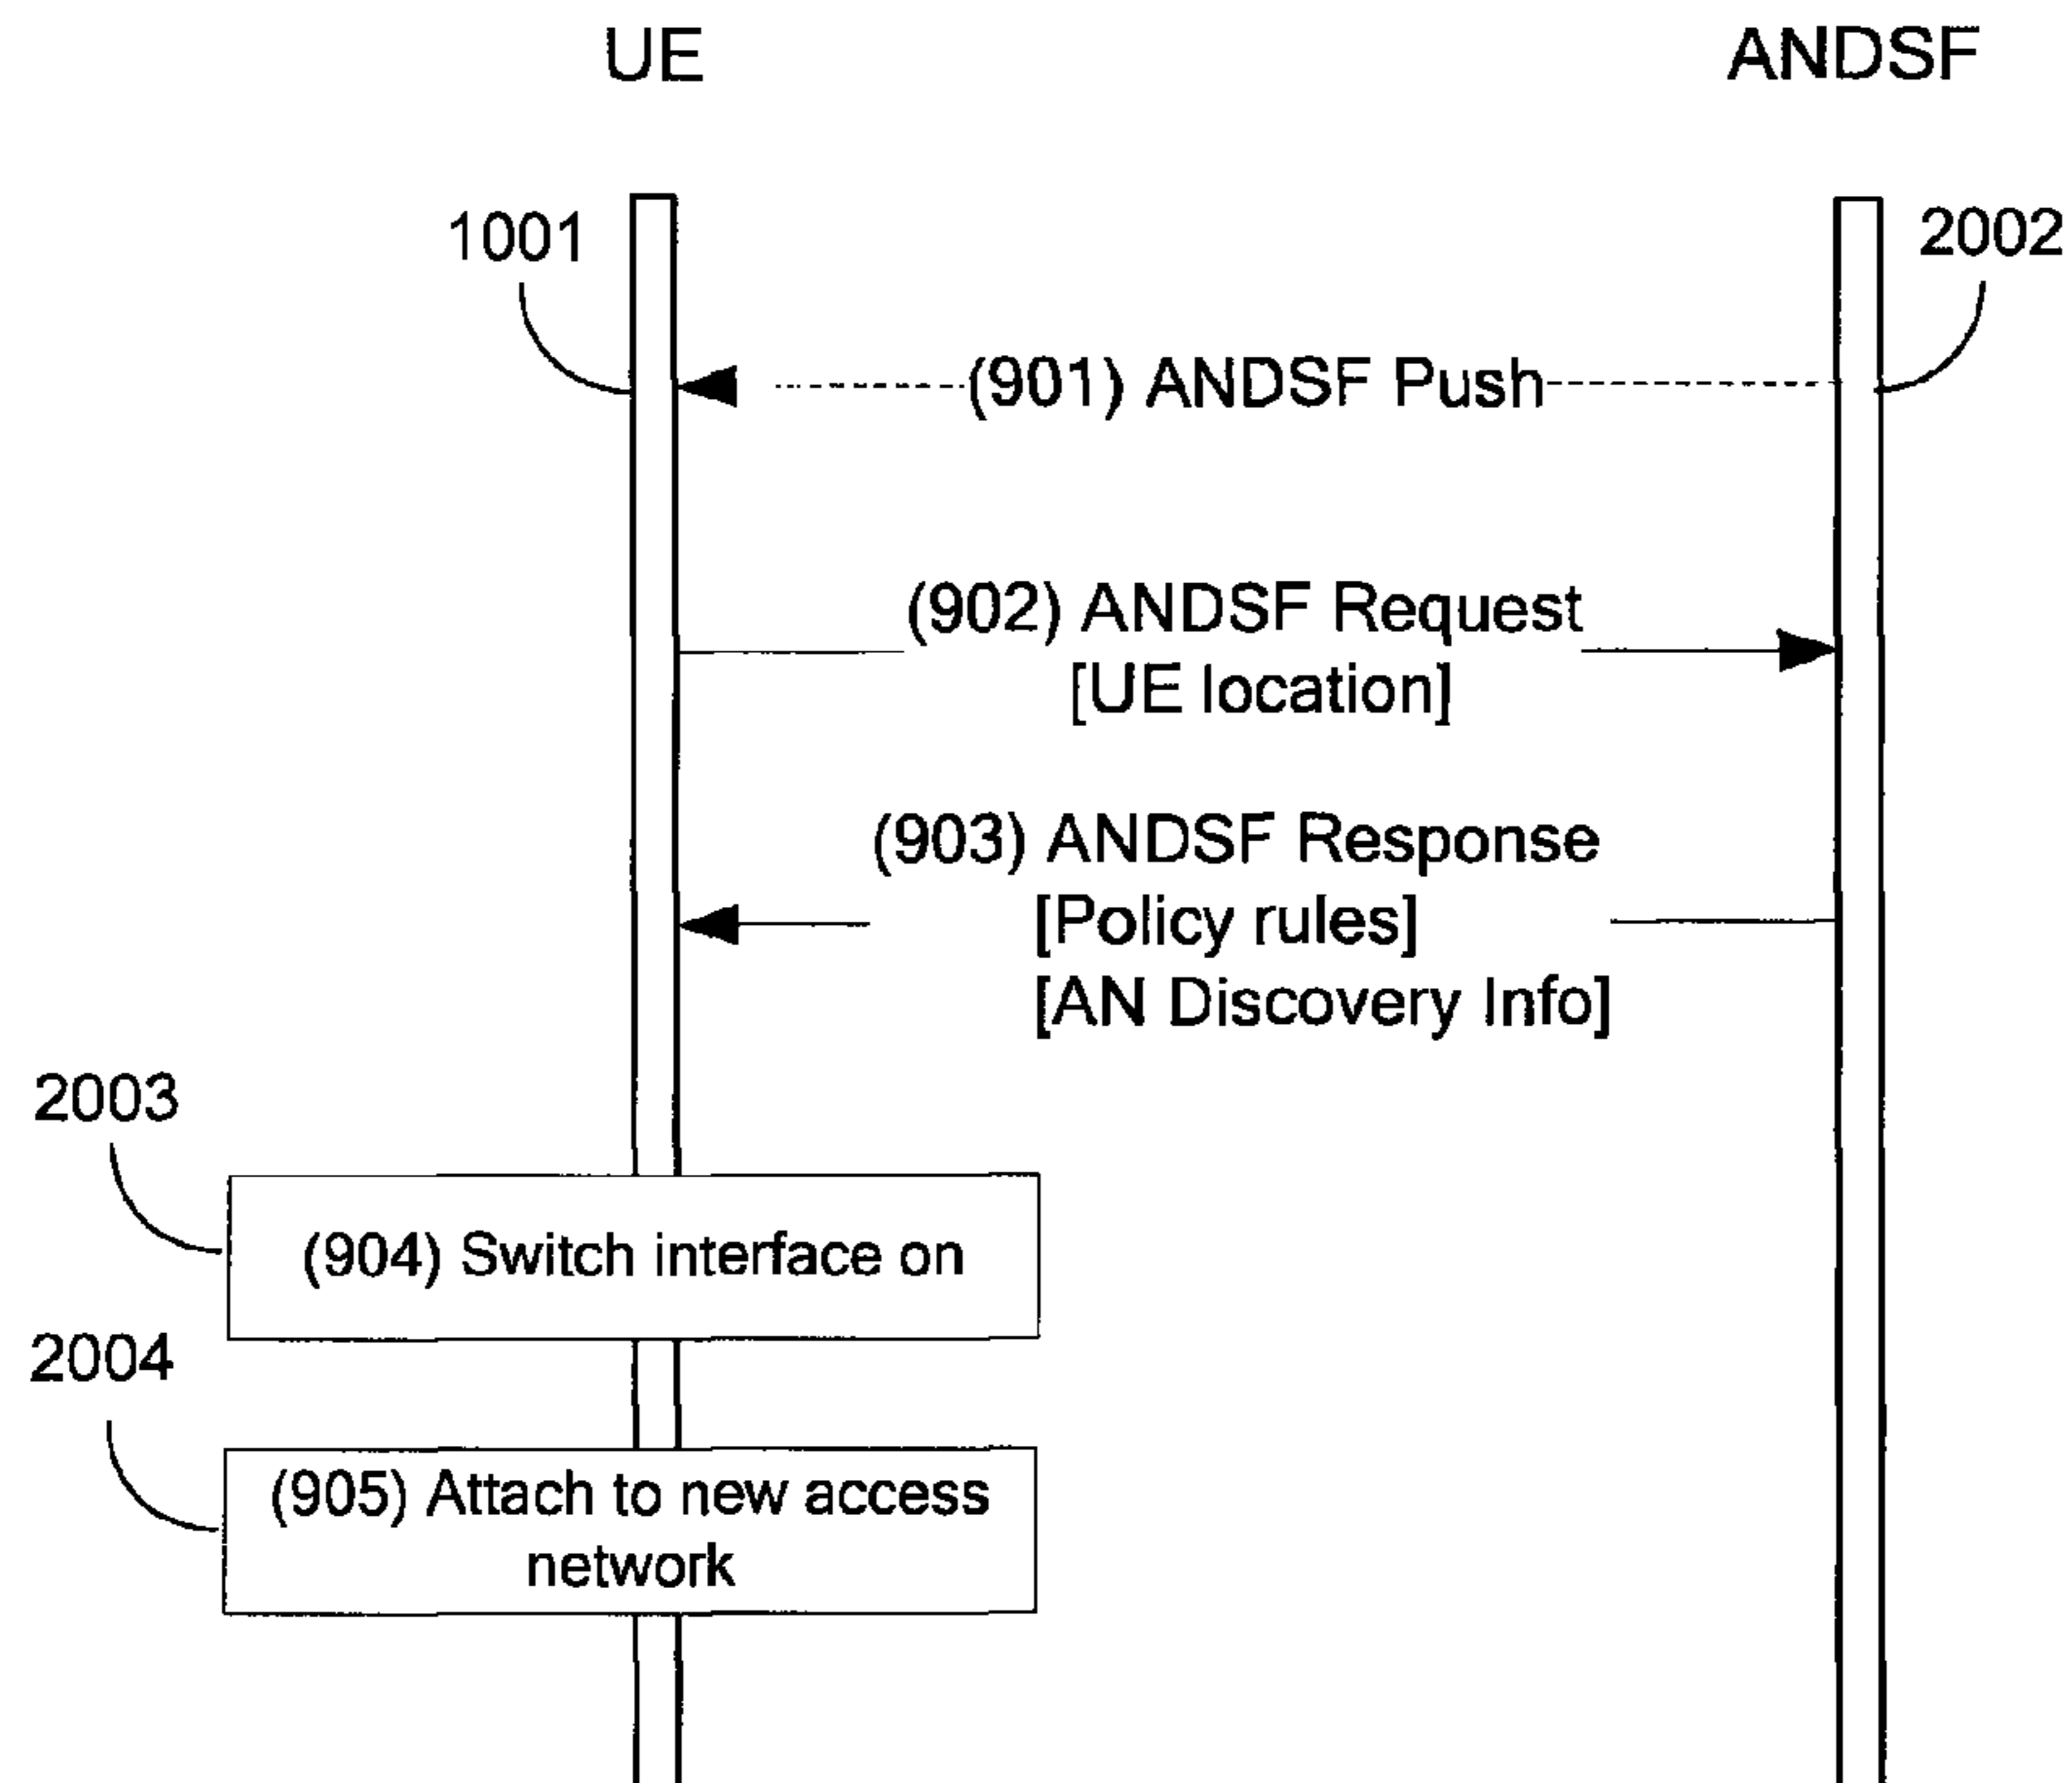 UE
ANDSF
1001
2002
(901) ANDSF Push
(902) ANDSF Request
[UE location]
(903) ANDSF Response
[Policy rules]
[AN Discovery Info]
2003
(904) Switch interface on
2004
(905) Attach to new access
network